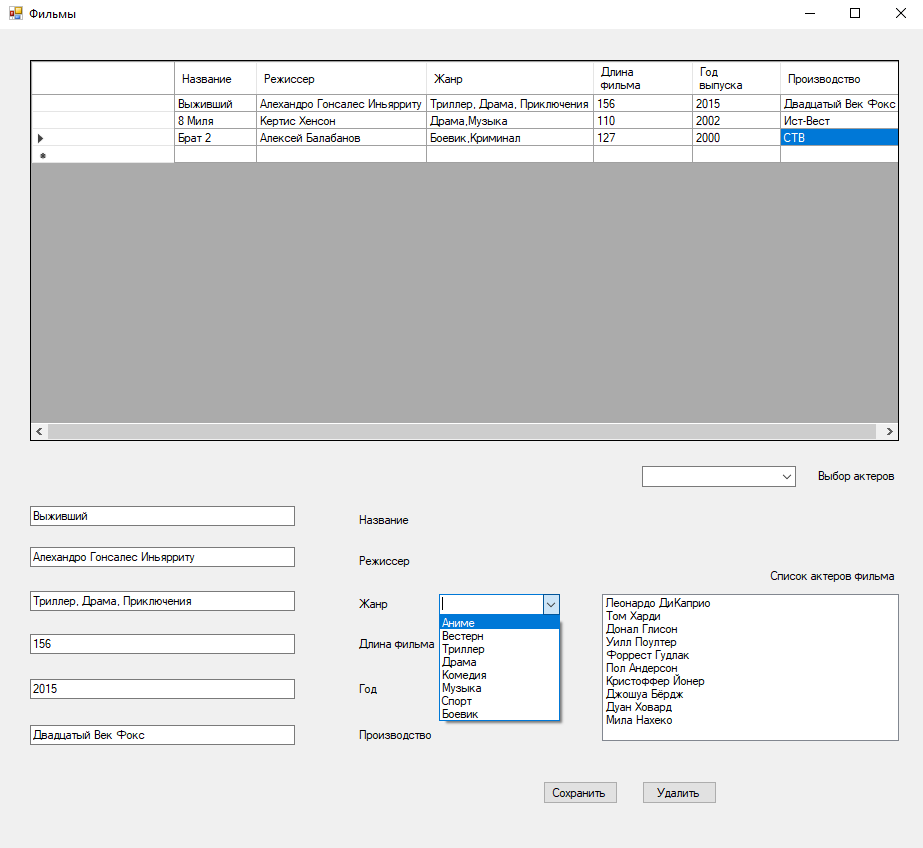 Фильмы
Название Режиссер Жанр Длина фильма Год выпуска Производство
Выживший Алехандро Гонсалес Иньярриту Триллер, Драма, Приключения 156 2015 Двадцатый Век Фокс
8 Миля Кертис Хенсон Драма,Музыка 110 2002 Ист-Вест
Брат 2 Алексей Балабанов Боевик,Криминал 127 2000 СТВ
Выбор актеров
Выживший Название
Алехандро Гонсалес Иньярриту Режиссер
Список актеров фильма
Триллер, Драма, Приключения Жанр
156 Длина фильма
2015 Год
Двадцатый Век Фокс Производство
Аниме
Вестерн
Триллер
Драма
Комедия
Музыка
Спорт
Боевик
Леонардо ДиКаприо
Том Харди
Донал Глисон
Уилл Поултер
Форрест Гудлак
Пол Андерсон
Кристоффер Йонер
Джошуа Бёрдж
Дуан Ховард
Мила Нахеко
Сохранить Удалить